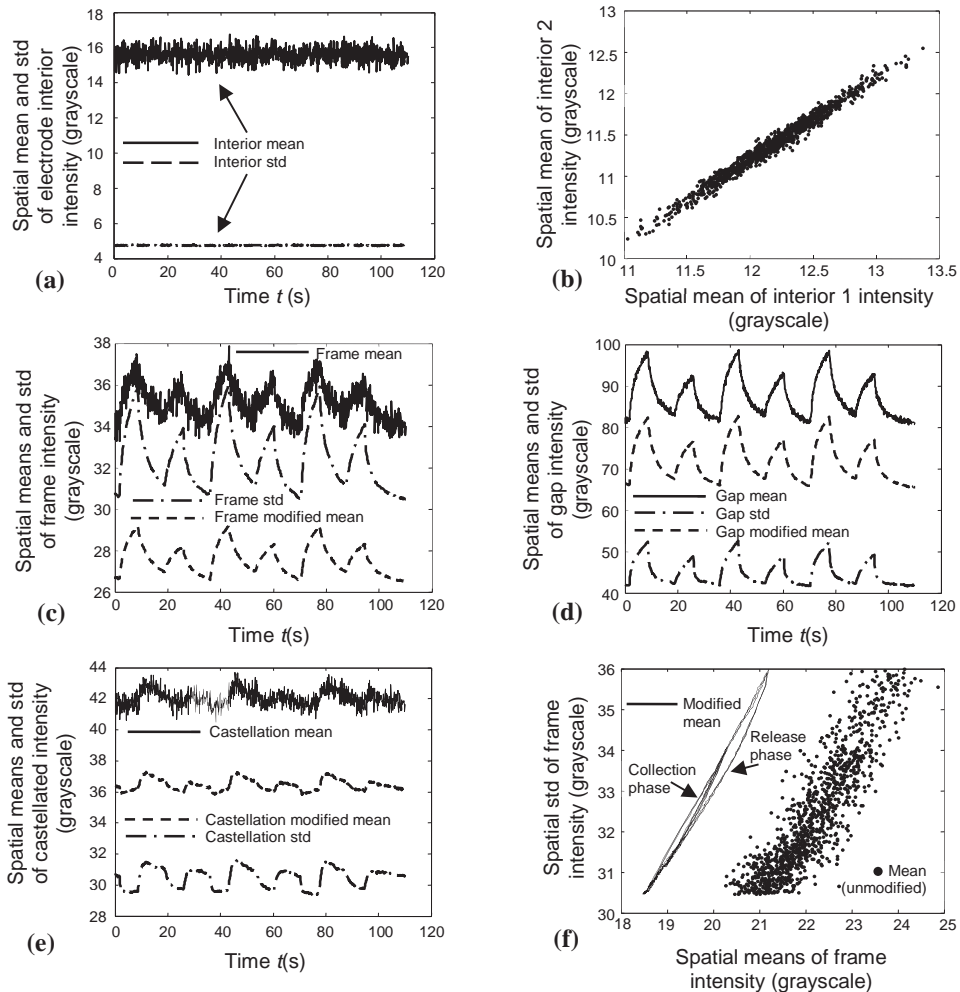 18
16
14
12
10
8
6
4
0 20 40 60 80 100 120
Spatial mean and std
of electrode interior
intensity (grayscale)
Interior mean
Interior std
Time t (s)
(a)
13
12.5
12
11.5
11
10.5
10
11 11.5 12 12.5 13 13.5
Spatial mean of interior 2
intensity (grayscale)
Spatial mean of interior 1 intensity
(grayscale)
(b)
38
36
34
32
30
28
26
0 20 40 60 80 100 120
Spatial means and std
of frame intensity
(grayscale)
Frame mean
Frame std
Frame modified mean
Time t(s)
(c)
100
90
80
70
60
50
40
0 20 40 60 80 100 120
Spatial means and std
of gap intensity
(grayscale)
Gap mean
Gap std
Gap modified mean
Time t(s)
(d)
44
42
40
38
36
34
32
30
28
0 20 40 60 80 100 120
Spatial means and std
of castellated intensity
(grayscale)
Castellation mean
Castellation modified mean
Castellation std
Time t(s)
(e)
36
35
34
33
32
31
30
18 19 20 21 22 23 24 25
Spatial std of frame
intensity (grayscale)
Modified
mean
Release
phase
Collection
phase
Mean
(unmodified)
Spatial means of frame
intensity (grayscale)
(f)